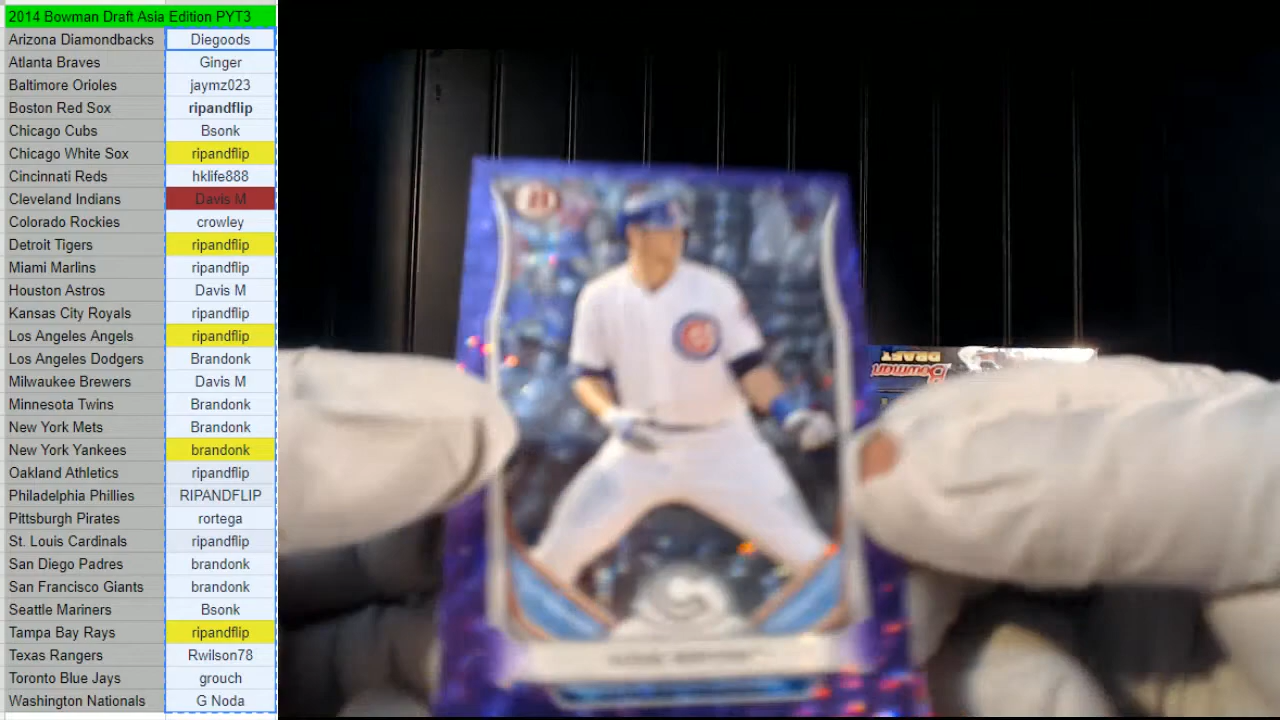 2014 Bowman Draft Asia Edition PYT3
Arizona Diamondbacks Diegoods
Atlanta Braves Ginger
Baltimore Orioles jaymz023
Boston Red Sox ripandflip
Chicago Cubs Bsonk
Chicago White Sox ripandflip
Cincinnati Reds hklife888
Cleveland Indians Davis M
Colorado Rockies crowley
Detroit Tigers ripandflip
Miami Marlins ripandflip
Houston Astros Davis M
Kansas City Royals ripandflip
Los Angeles Angels ripandflip
Los Angeles Dodgers Brandonk
Milwaukee Brewers Davis M
Minnesota Twins Brandonk
New York Mets Brandonk
New York Yankees brandonk
Oakland Athletics ripandflip
Philadelphia Phillies RIPANDFLIP
Pittsburgh Pirates rortega
St. Louis Cardinals ripandflip
San Diego Padres brandonk
San Francisco Giants brandonk
Seattle Mariners Bsonk
Tampa Bay Rays ripandflip
Texas Rangers Rwilson78
Toronto Blue Jays grouch
Washington Nationals G Noda
Bowman
DRAFT